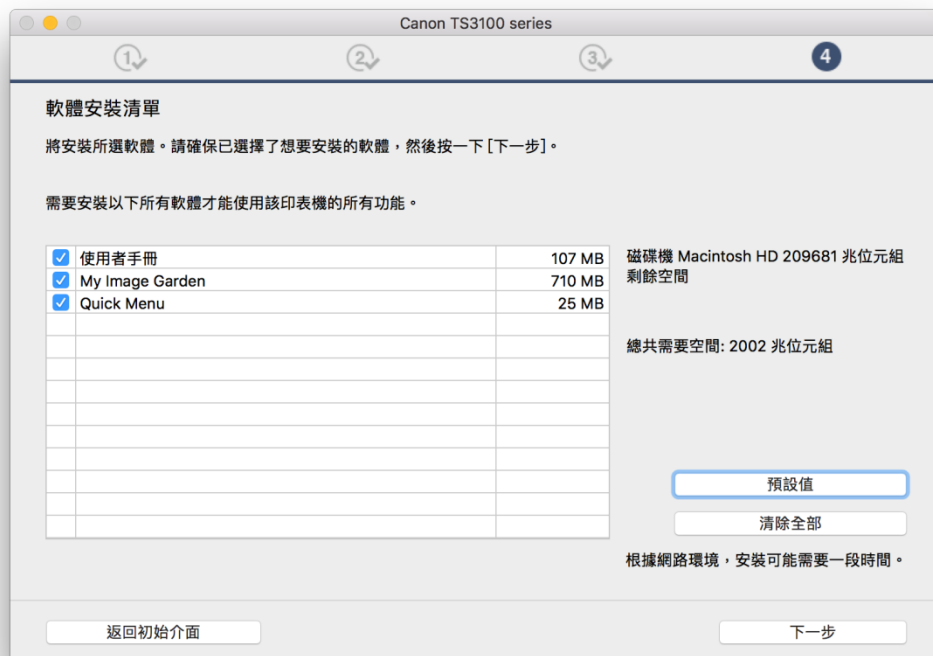 Canon TS3100 series
1
2
3
4
軟體安裝清單
將安裝所選軟體。請確保已選擇了想要安裝的軟體，然後按一下 [下一步]。
需要安裝以下所有軟體才能使用該印表機的所有功能。
使用者手冊 107 MB
My Image Garden 710 MB
Quick Menu 25 MB
磁碟機 Macintosh HD 209681 兆位元組
剩餘空間
總共需要空間: 2002 兆位元組
預設值
清除全部
根據網路環境，安裝可能需要一段時間。
返回初始介面
下一步